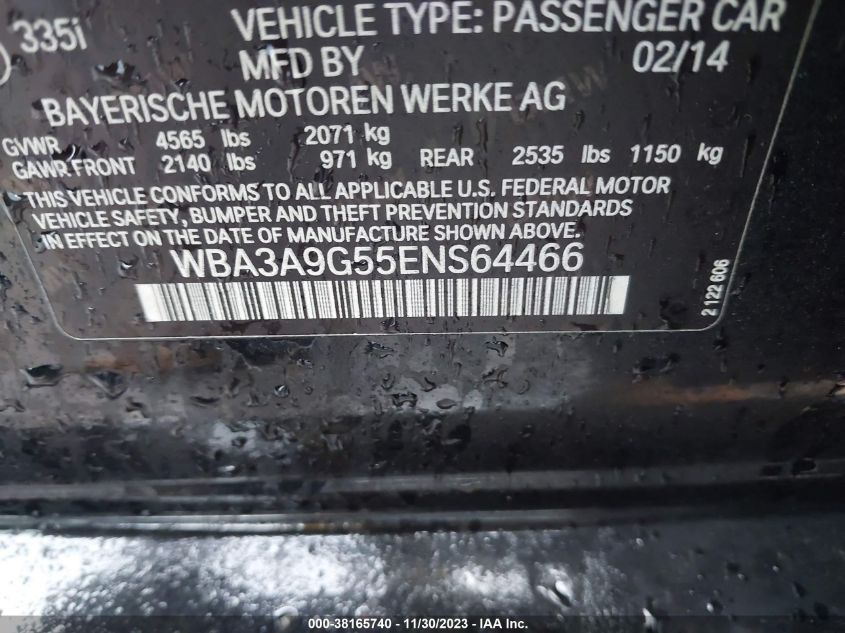 335i
VEHICLE TYPE: PASSENGER CAR
MFD BY 02/14
BAYERISCHE MOTOREN WERKE AG
GVWR 4565 lbs 2071 kg
GAWR FRONT 2140 lbs 971 kg REAR 2535 lbs 1150 kg
THIS VEHICLE CONFORMS TO ALL APPLICABLE U.S. FEDERAL MOTOR
VEHICLE SAFETY, BUMPER AND THEFT PREVENTION STANDARDS
IN EFFECT ON THE DATE OF MANUFACTURE SHOWN ABOVE.
WBA3A9G55ENS64466
2122606
000-38165740 - 11/30/2023 - IAA Inc.